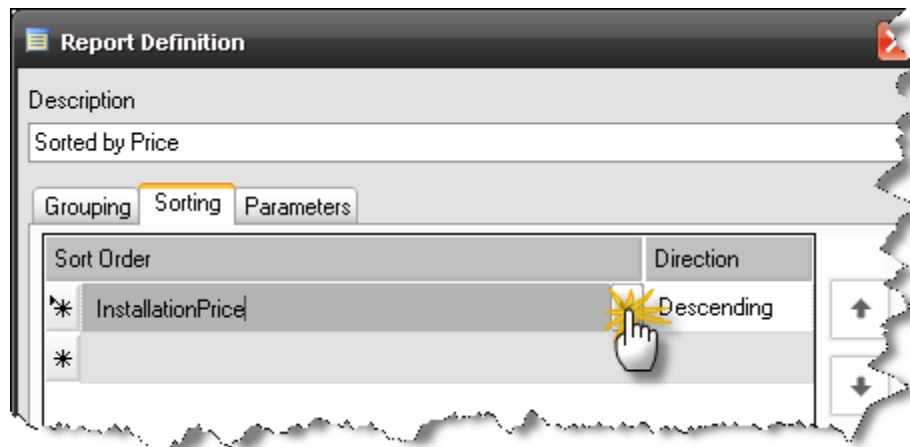 Report Definition
Description
Sorted by Price
Grouping Sorting Parameters
Sort Order Direction
InstallationPrice Descending